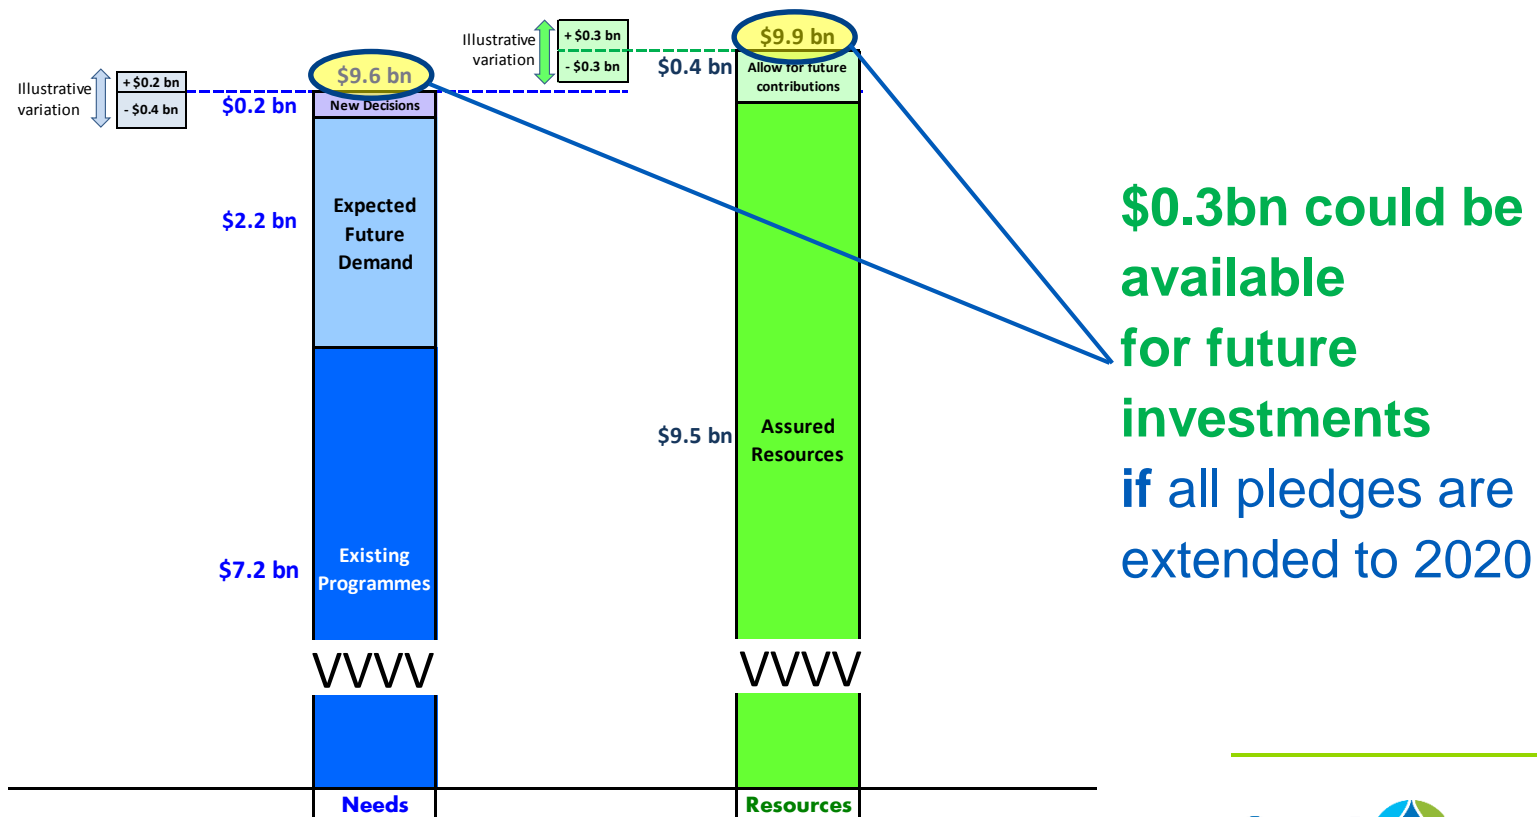 Illustrative
variation
+ $0.2 bn
- $0.4 bn
$9.6 bn
$0.2 bn
New Decisions
$2.2 bn
Expected
Future
Demand
$7.2 bn
Existing
Programmes
VVVV
Needs
Illustrative
variation
+ $0.3 bn
- $0.3 bn
$9.9 bn
$0.4 bn
Allow for future
contributions
$9.5 bn
Assured
Resources
VVVV
Resources
$0.3bn could be
available
for future
investments
if all pledges are
extended to 2020